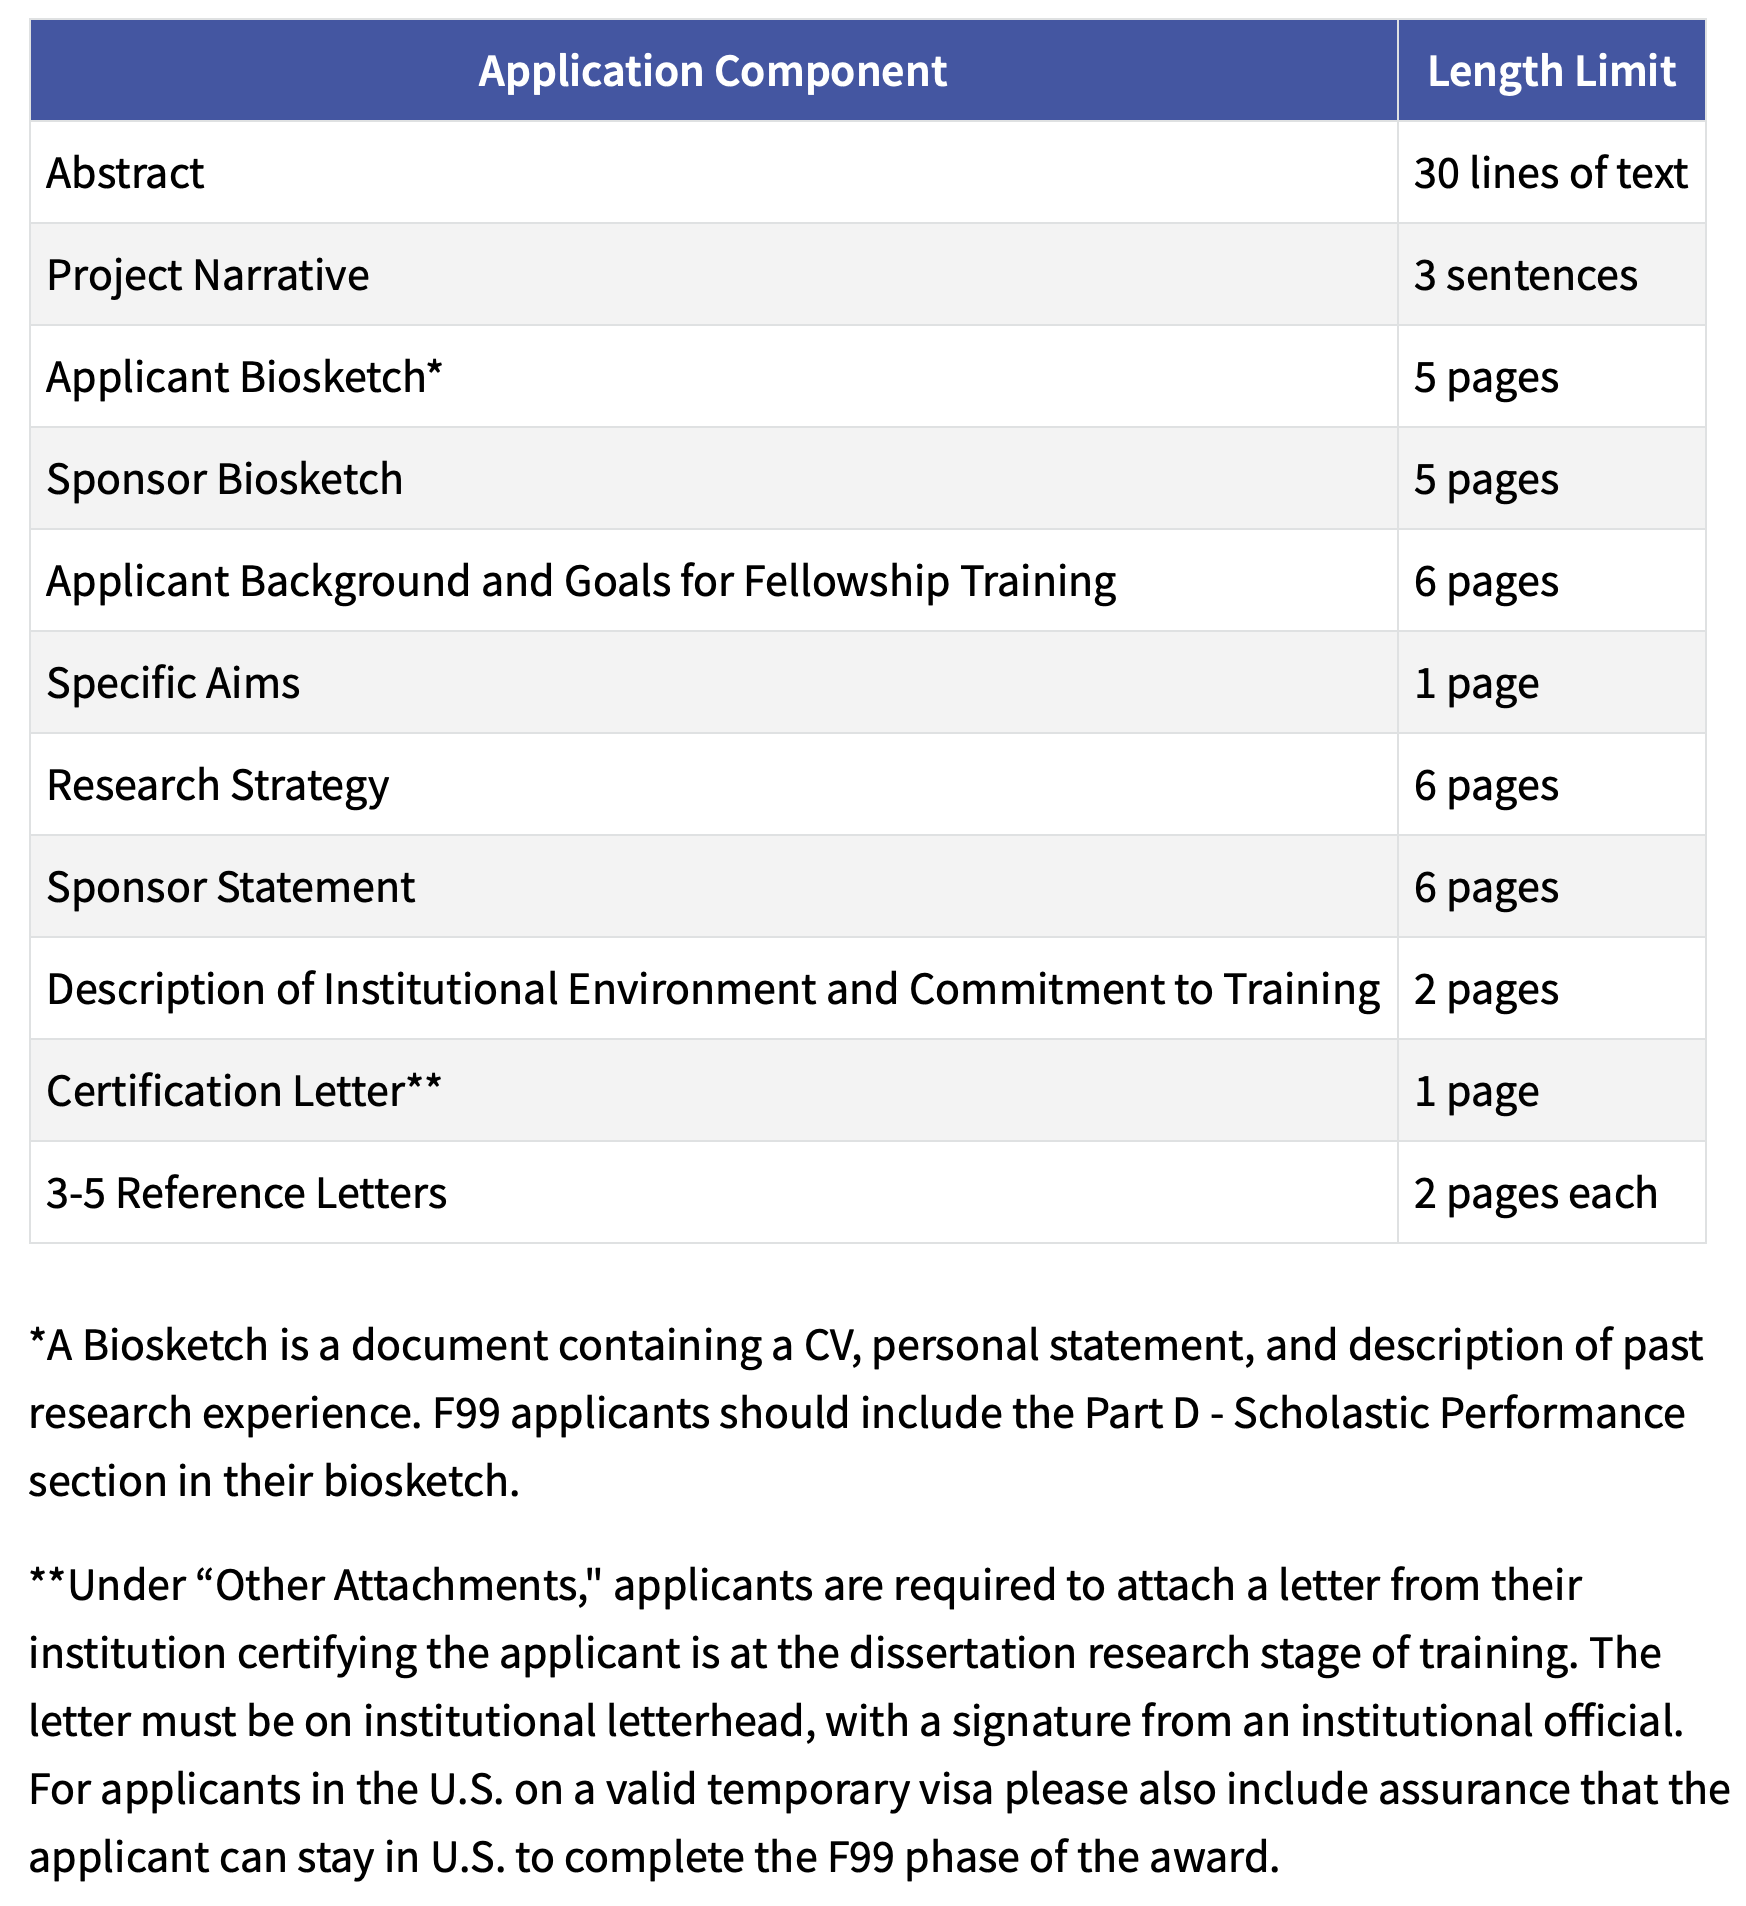 Application Component Length Limit
Abstract 30 lines of text
Project Narrative 3 sentences
Applicant Biosketch* 5 pages
Sponsor Biosketch 5 pages
Applicant Background and Goals for Fellowship Training 6 pages
Specific Aims 1 page
Research Strategy 6 pages
Sponsor Statement 6 pages
Description of Institutional Environment and Commitment to Training 2 pages
Certification Letter** 1 page
3-5 Reference Letters 2 pages each
*A Biosketch is a document containing a CV, personal statement, and description of past
research experience. F99 applicants should include the Part D - Scholastic Performance
section in their biosketch.
**Under “Other Attachments," applicants are required to attach a letter from their
institution certifying the applicant is at the dissertation research stage of training. The
letter must be on institutional letterhead, with a signature from an institutional official.
For applicants in the U.S. on a valid temporary visa please also include assurance that the
applicant can stay in U.S. to complete the F99 phase of the award.